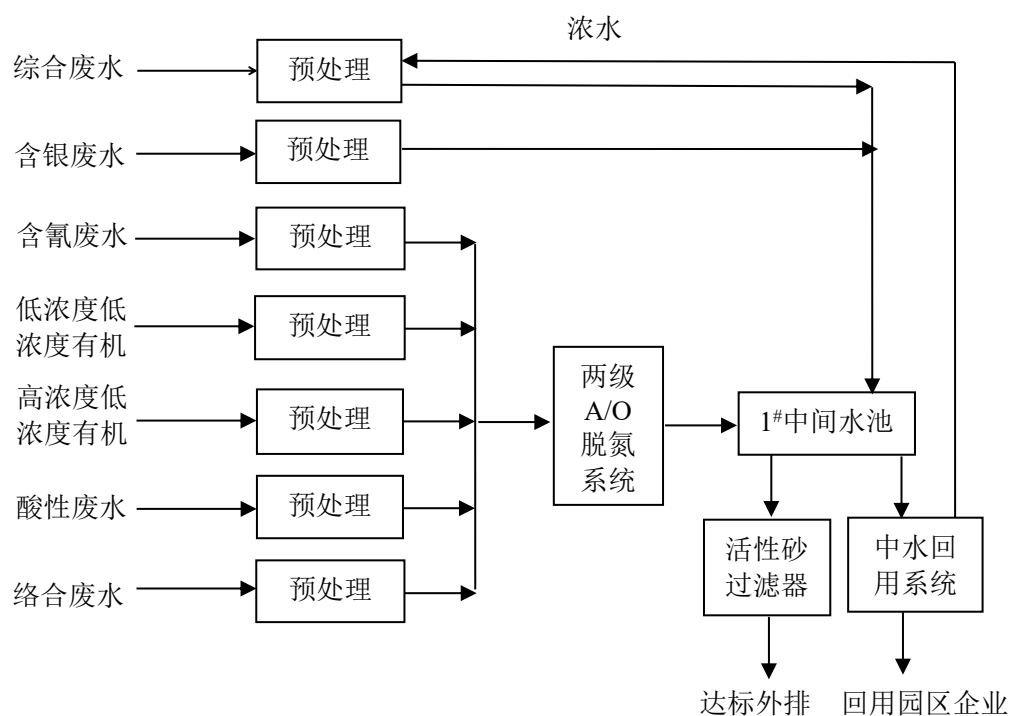 浓水
综合废水
预处理
含银废水
预处理
含氰废水
预处理
低浓度低
浓度有机
预处理
高浓度低
浓度有机
预处理
酸性废水
预处理
络合废水
预处理
两级
A/O
脱氮
系统
1#中间水池
活性砂
过滤器
中水回
用系统
达标外排
回用园区企业